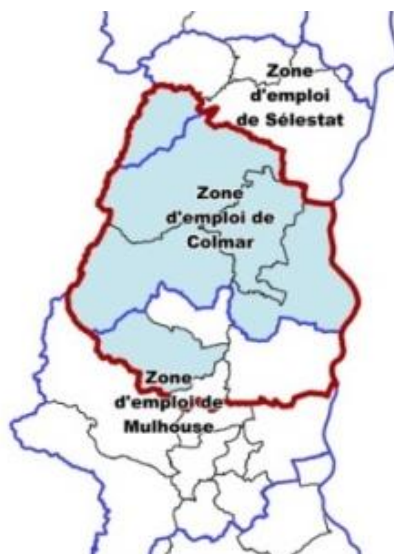 Zone
d'emploi
de Sélestat
Zone
d'emploi de
Colmar
Zone
d'emploi de
Mulhouse